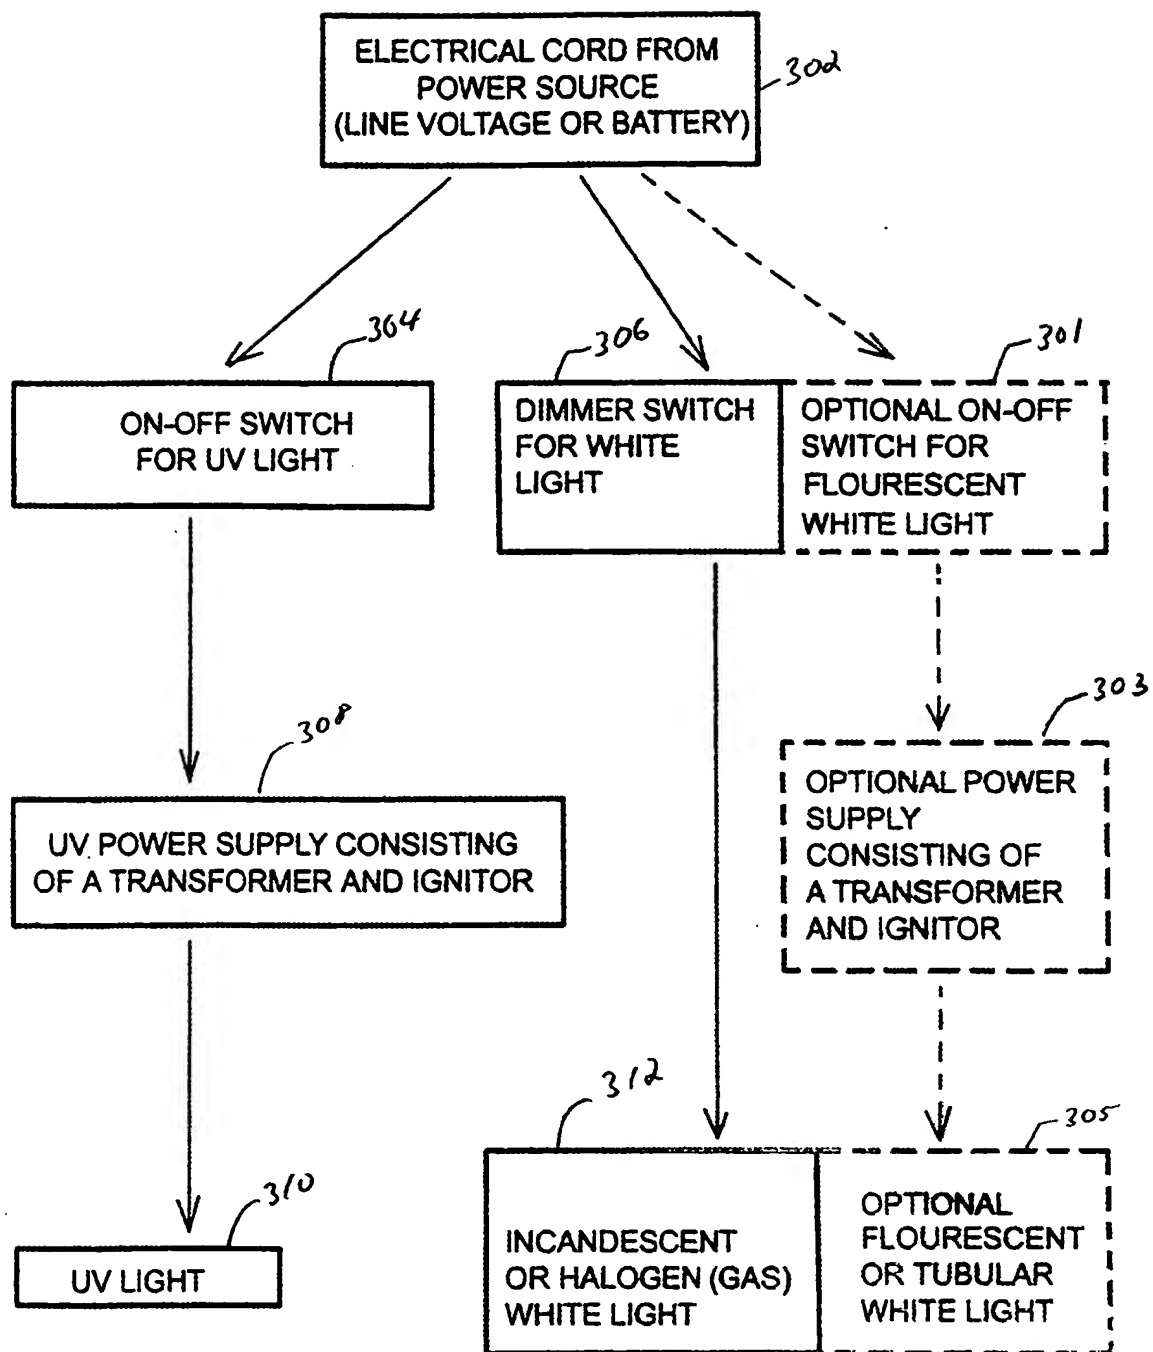 ELECTRICAL CORD FROM
POWER SOURCE
(LINE VOLTAGE OR BATTERY)
302
304
ON-OFF SWITCH
FOR UV LIGHT
306
DIMMER SWITCH
FOR WHITE
LIGHT
301
OPTIONAL ON-OFF
SWITCH FOR
FLOURESCENT
WHITE LIGHT
308
UV POWER SUPPLY CONSISTING
OF A TRANSFORMER AND IGNITOR
303
OPTIONAL POWER
SUPPLY
CONSISTING OF
A TRANSFORMER
AND IGNITOR
310
UV LIGHT
312
INCANDESCENT
OR HALOGEN (GAS)
WHITE LIGHT
305
OPTIONAL
FLOURESCENT
OR TUBULAR
WHITE LIGHT